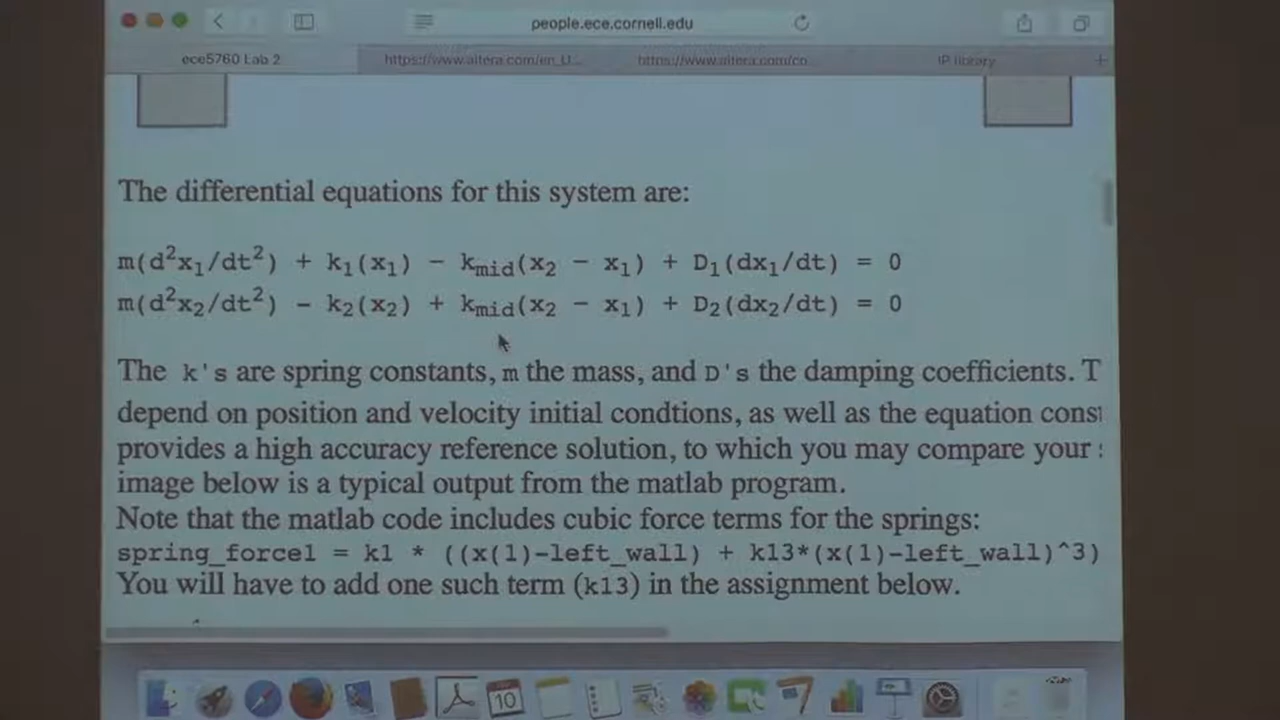 people.ece.cornell.edu
ece5760 Lab 2
https://www.altera.com/en_U...
https://www.altera.com/co...
IP library
The differential equations for this system are:
m(d²x₁/dt²) + k₁(x₁) − kₘᵢd(x₂ − x₁) + D₁(dx₁/dt) = 0
m(d²x₂/dt²) − k₂(x₂) + kₘᵢd(x₂ − x₁) + D₂(dx₂/dt) = 0
The k's are spring constants, m the mass, and D's the damping coefficients. T
depend on position and velocity initial condtions, as well as the equation const
provides a high accuracy reference solution, to which you may compare your
image below is a typical output from the matlab program.
Note that the matlab code includes cubic force terms for the springs:
spring_force1 = k1 * ((x(1)-left_wall) + k13*(x(1)-left_wall)^3)
You will have to add one such term (k13) in the assignment below.
10